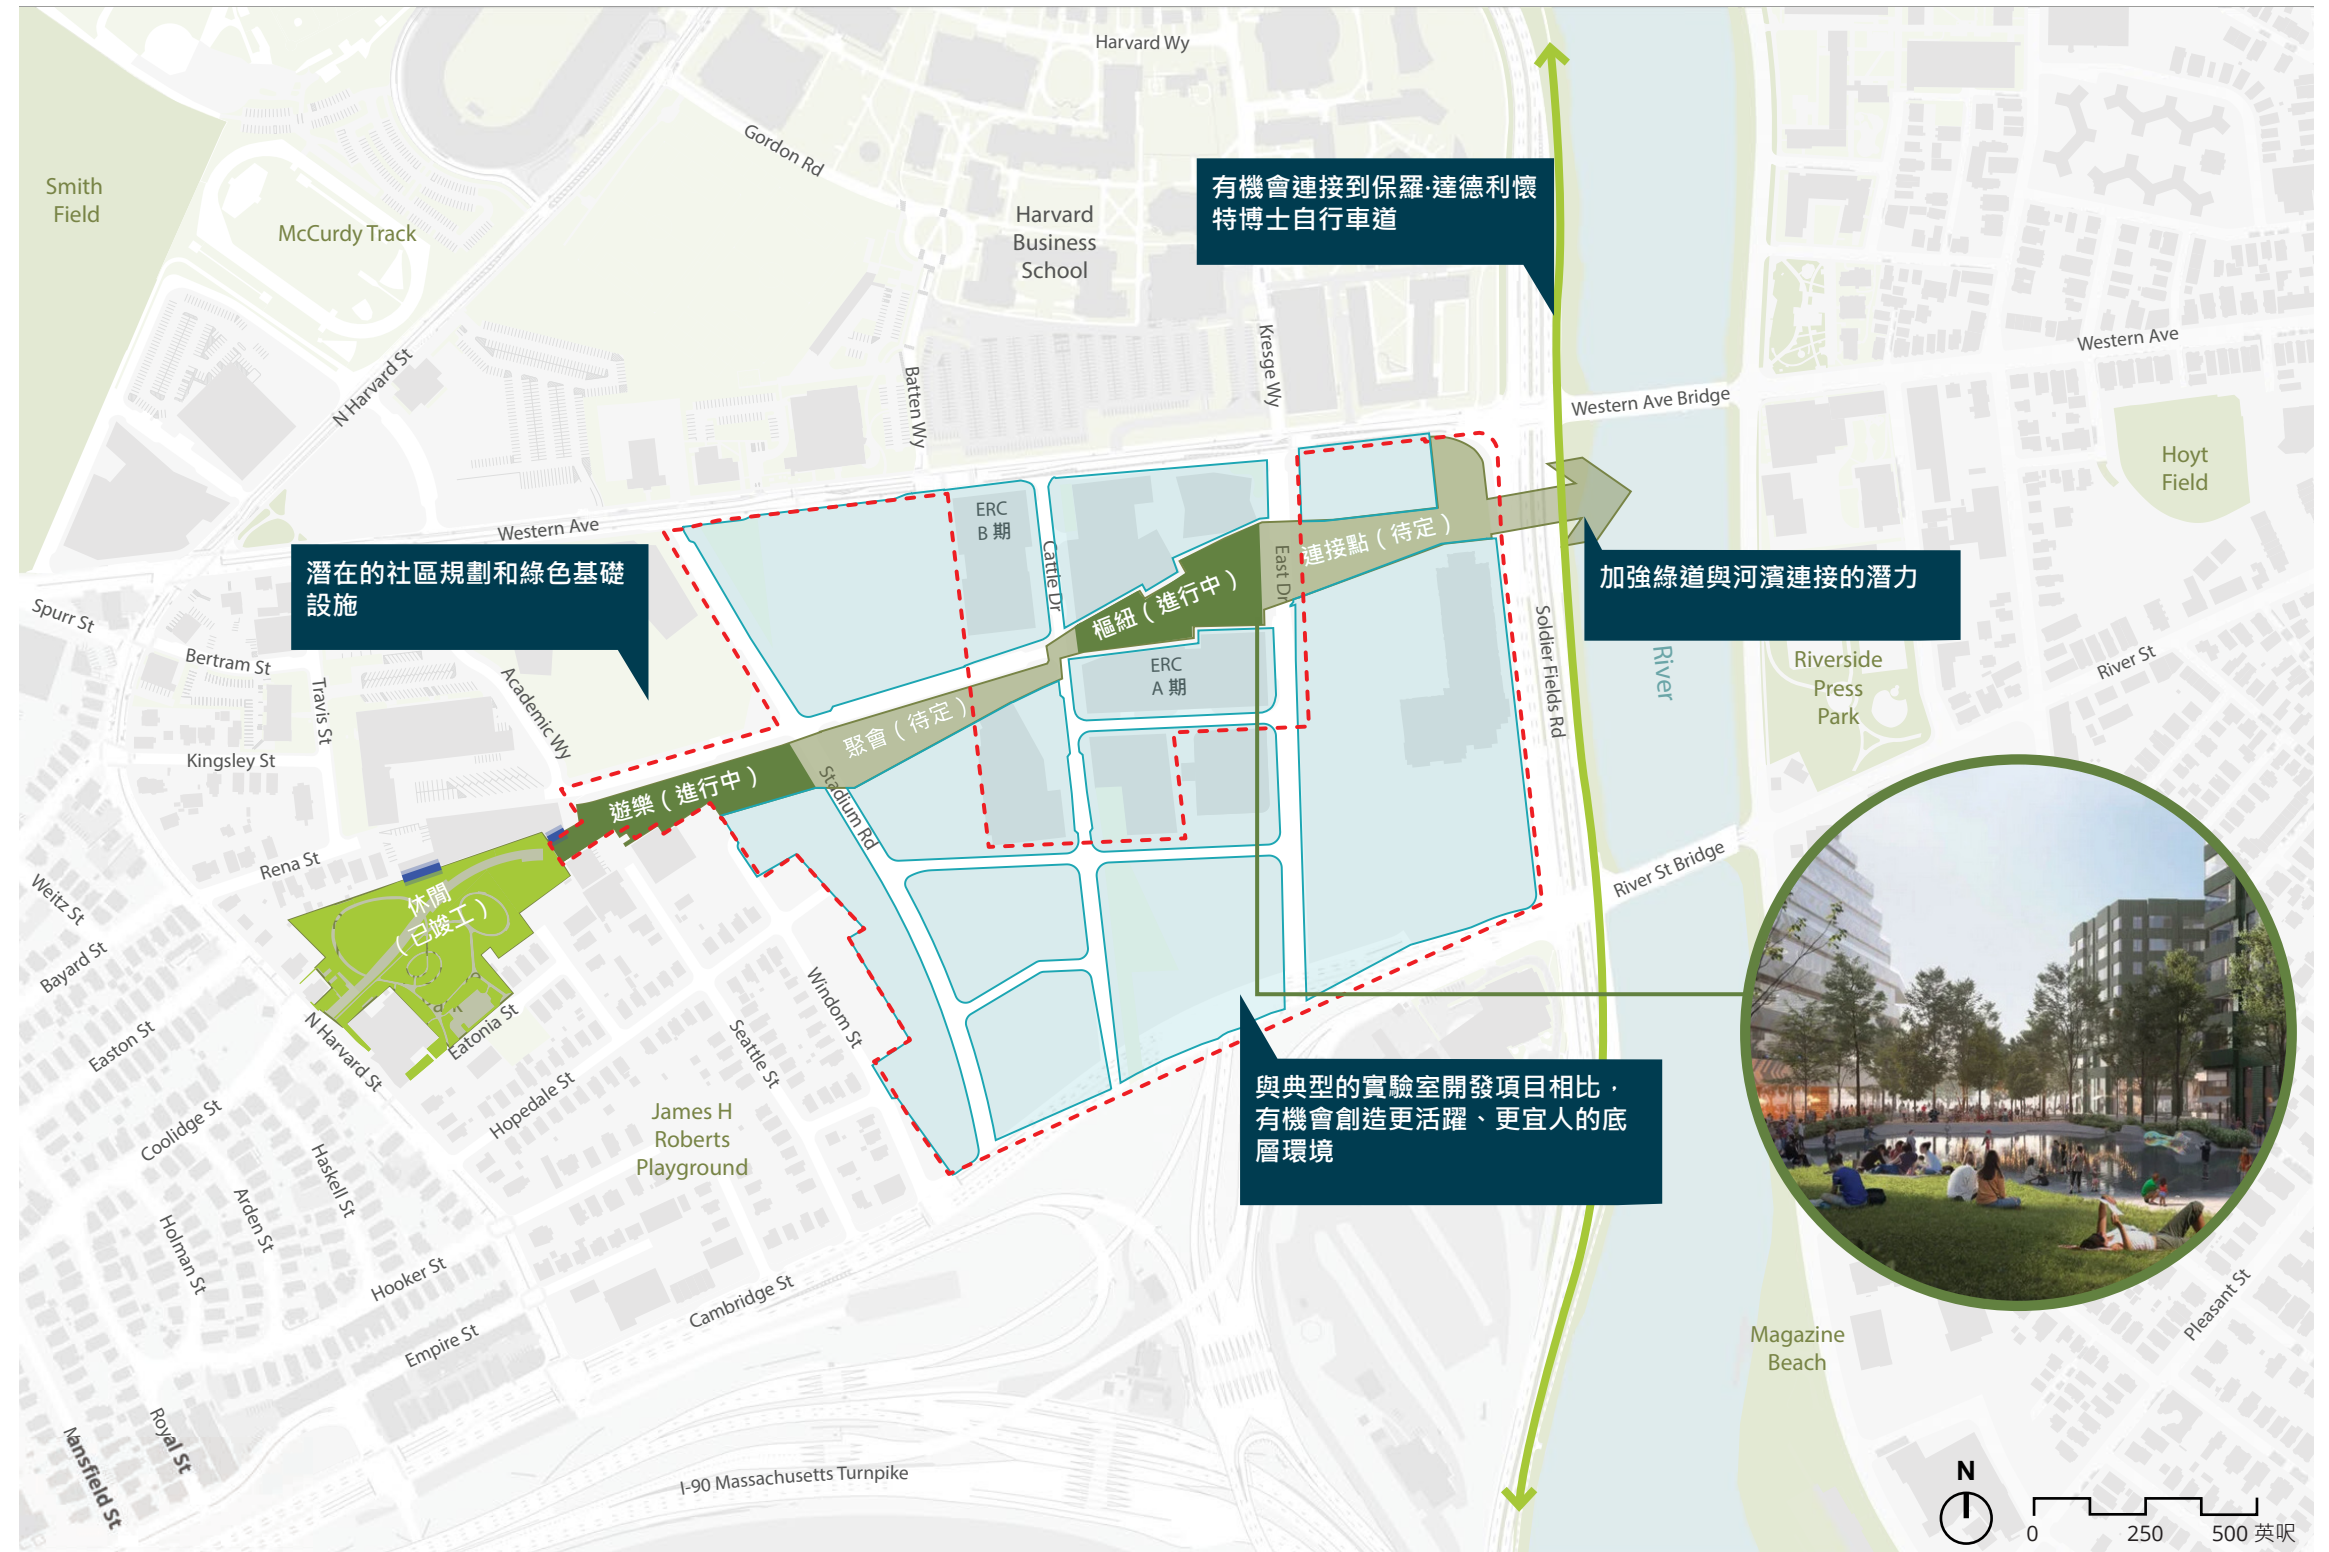 Harvard Wy
Gordon Rd
Smith
Field
McCurdy Track
Harvard
Business
School
有機會連接到保羅·達德利懷
特博士自行車道
N Harvard St
Batten Wy
Kresge Wy
Western Ave
Western Ave Bridge
Hoyt
Field
Western Ave
ERC
B 期
Cattle Dr
East Dr
連接點（待定）
樞紐（進行中）
潛在的社區規劃和綠色基礎
設施
加強綠道與河濱連接的潛力
Spurr St
Bertram St
Travis St
Academic Wy
Kingsley St
ERC
A 期
Soldier Fields Rd
River
Riverside
Press
Park
River St
聚會（待定）
遊樂（進行中）
Stadium Rd
Rena St
Weitz St
休閒
（已竣工）
River St Bridge
Bayard St
Easton St
N Harvard St
Eatonia St
Windom St
Seattle St
Hopedale St
Coolidge St
James H
Roberts
Playground
與典型的實驗室開發項目相比，
有機會創造更活躍、更宜人的底
層環境
Haskell St
Arden St
Holman St
Hooker St
Empire St
Cambridge St
Pleasant St
Magazine
Beach
Royal St
Mansfield St
I-90 Massachusetts Turnpike
N
0 250 500 英呎